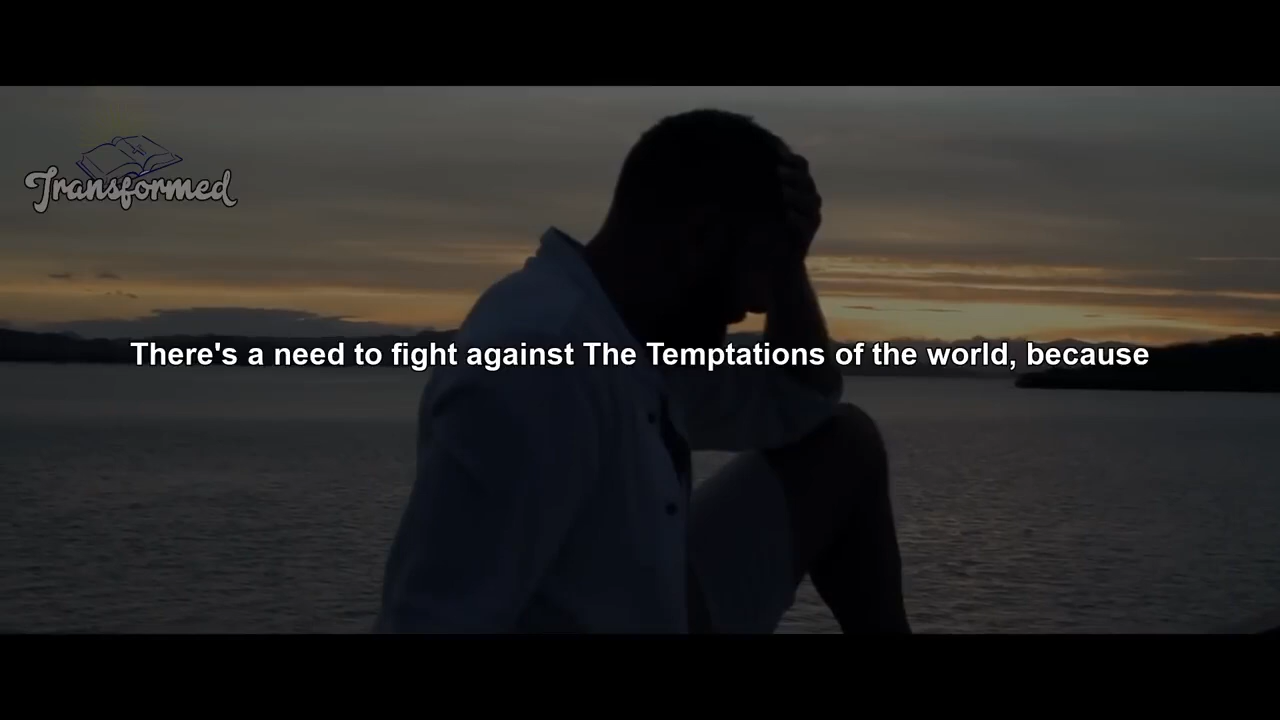 Transformed
There's a need to fight against The Temptations of the world, because